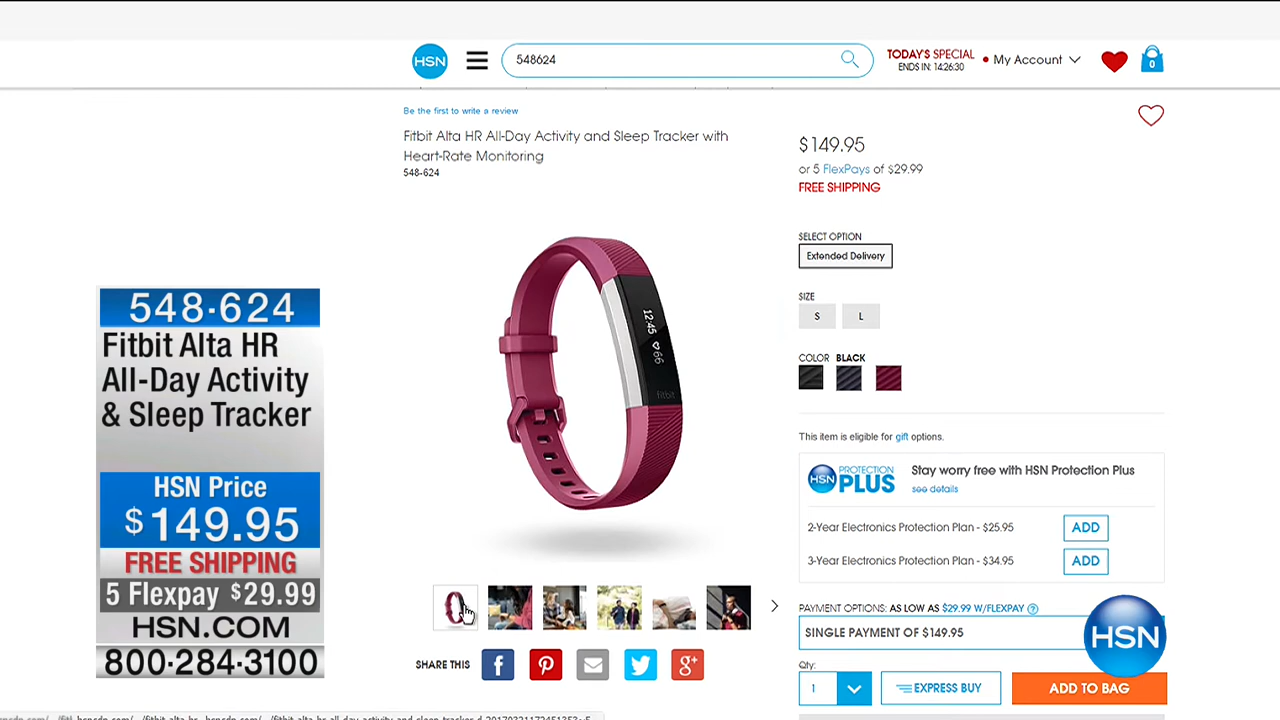 HSN
548624
TODAY'S SPECIAL
ENDS IN: 14:26:30
My Account
0
Be the first to write a review
Fitbit Alta HR All-Day Activity and Sleep Tracker with
Heart-Rate Monitoring
548-624
$149.95
or 5 FlexPays of $29.99
FREE SHIPPING
SELECT OPTION
Extended Delivery
SIZE
S
L
COLOR BLACK
12:45
66
fitbit
This item is eligible for gift options.
HSN PROTECTION PLUS
Stay worry free with HSN Protection Plus
see details
2-Year Electronics Protection Plan - $25.95
ADD
3-Year Electronics Protection Plan - $34.95
ADD
PAYMENT OPTIONS: AS LOW AS $29.99 W/FLEXPAY ?
SINGLE PAYMENT OF $149.95
HSN
Qty:
1
EXPRESS BUY
ADD TO BAG
SHARE THIS
548·624
Fitbit Alta HR
All-Day Activity
& Sleep Tracker
HSN Price
$149.95
FREE SHIPPING
5 Flexpay $29.99
HSN.COM
800·284·3100